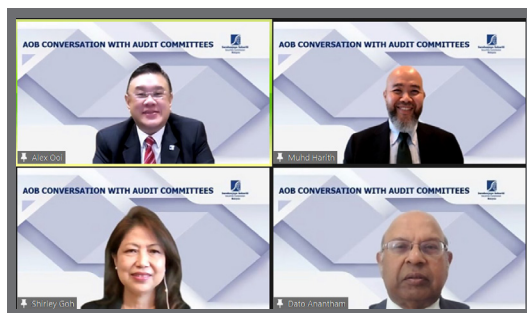 AOB CONVERSATION WITH AUDIT COMMITTEES
Alex Ooi
AOB CONVERSATION WITH AUDIT COMMITTEES
Muhd Harith
AOB CONVERSATION WITH AUDIT COMMITTEES
Shirley Goh
AOB CONVERSATION WITH AUDIT COMMITTEES
Dato Anantham